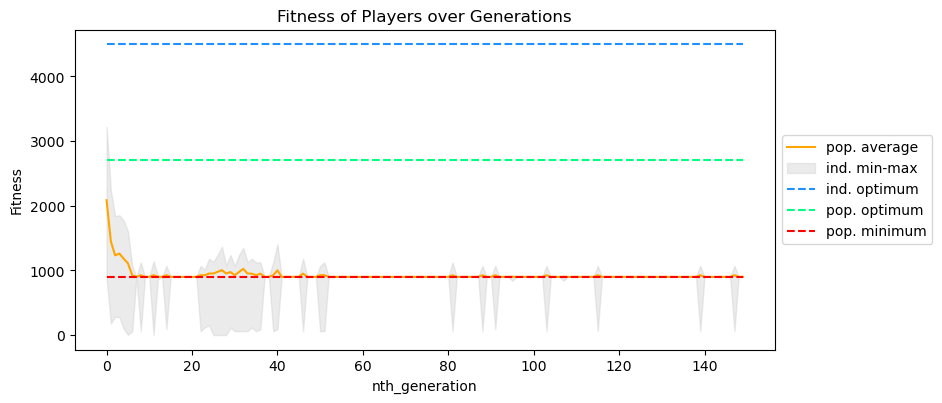 Fitness of Players over Generations
Fitness
4000
3000
2000
1000
0
0 20 40 60 80 100 120 140
nth_generation
pop. average
ind. min-max
ind. optimum
pop. optimum
pop. minimum